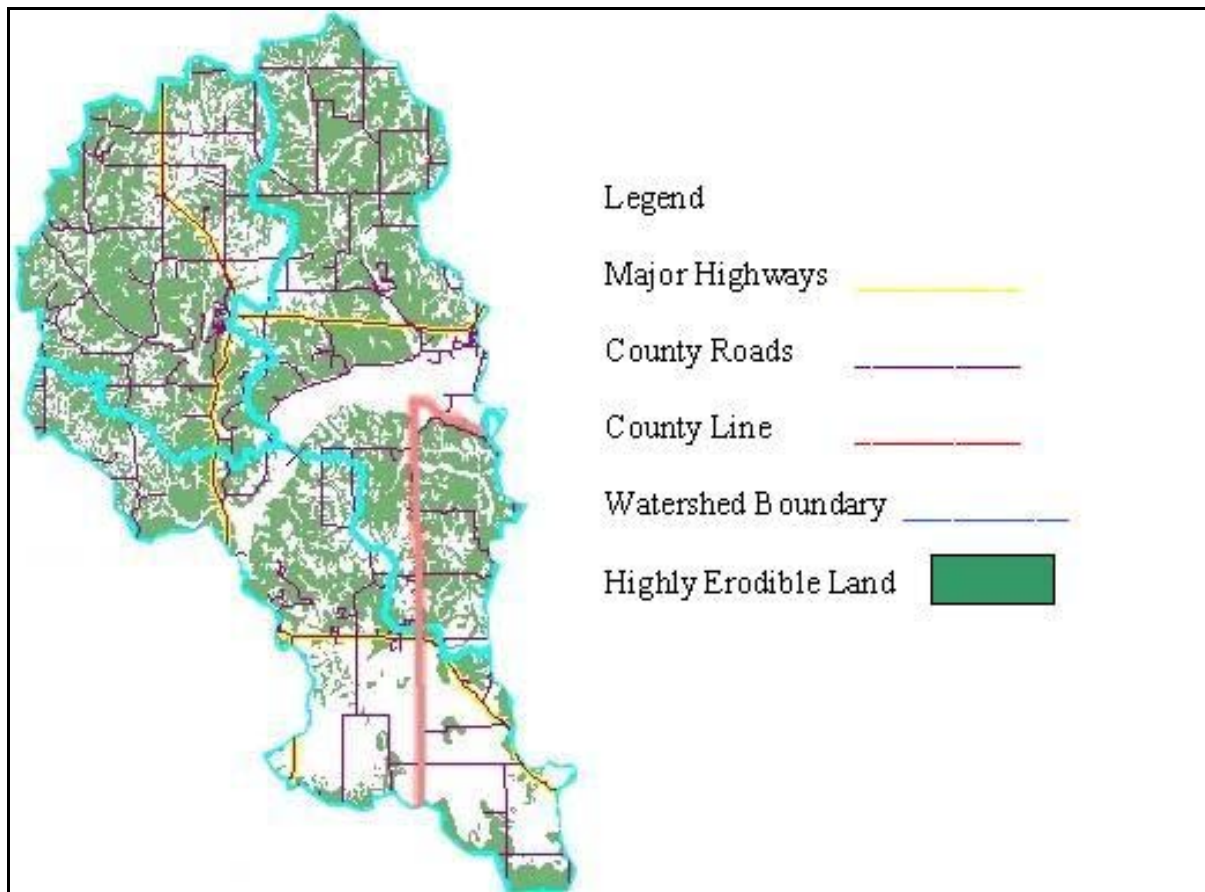 Legend
Major Highways
County Roads
County Line
Watershed Boundary
Highly Erodible Land